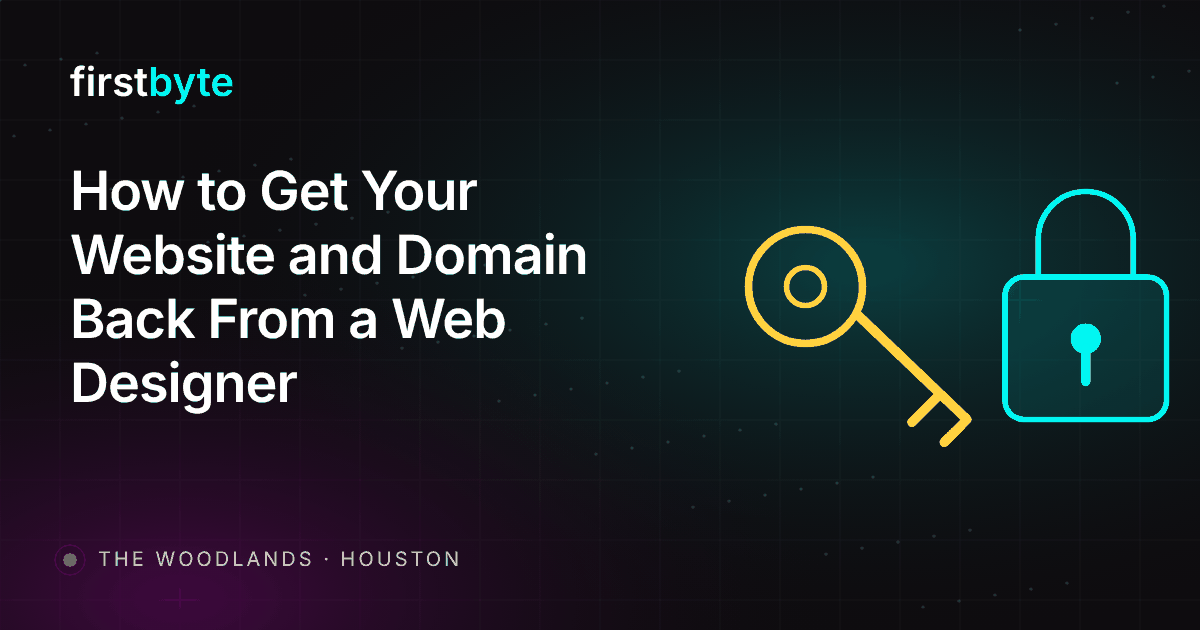 firstbyte
How to Get Your
Website and Domain
Back From a Web
Designer
THE WOODLANDS · HOUSTON